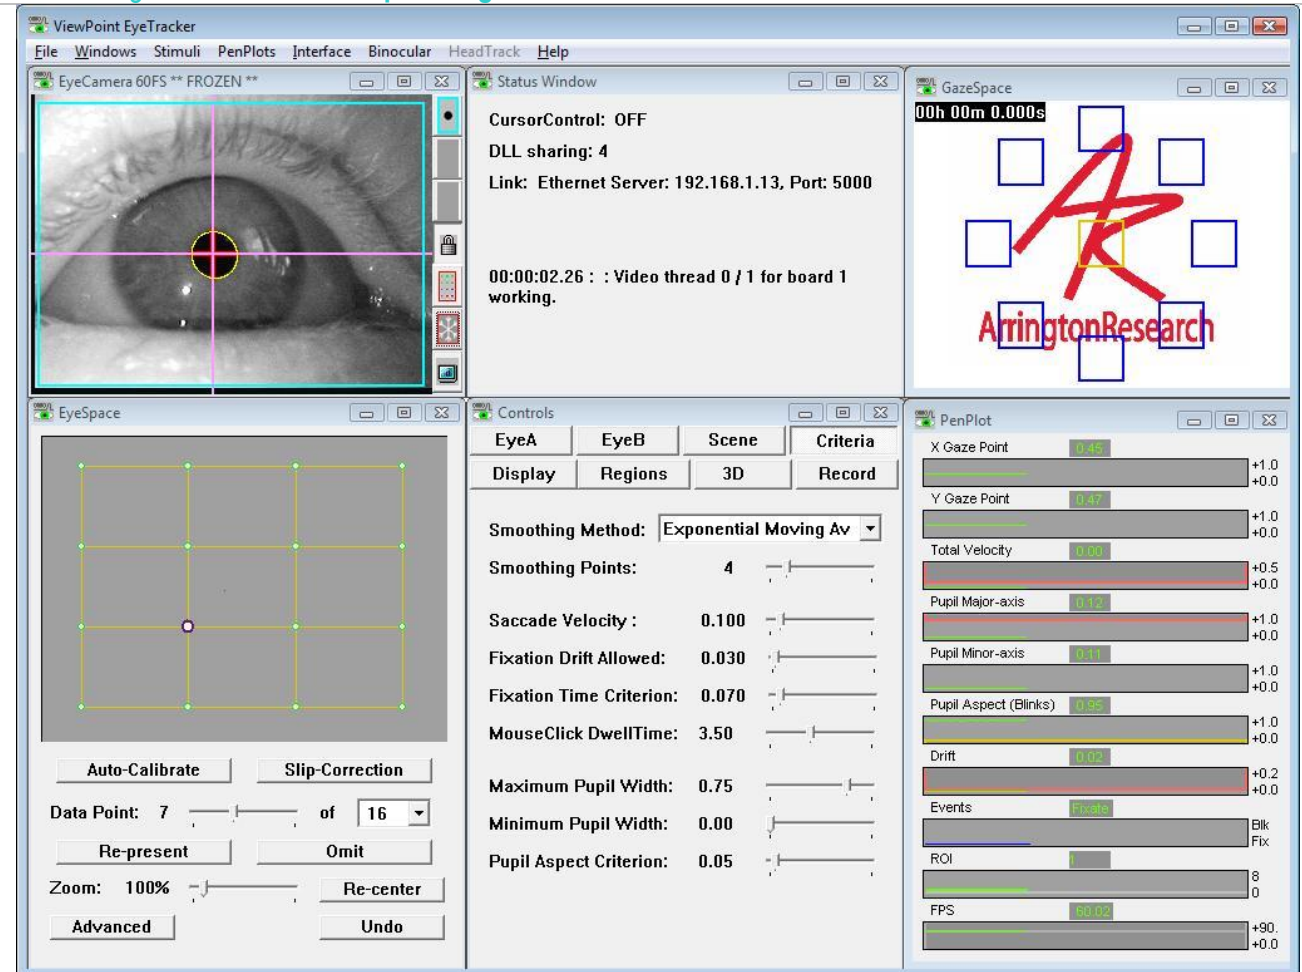 ViewPoint EyeTracker
File Windows Stimuli PenPlots Interface Binocular HeadTrack Help
EyeCamera 60FS ** FROZEN **
Status Window
CursorControl: OFF
DLL sharing: 4
Link: Ethernet Server: 192.168.1.13, Port: 5000
00:00:02.26 : : Video thread 0 / 1 for board 1
working.
GazeSpace
00h 00m 0.000s
AR
ArringtonResearch
EyeSpace
Auto-Calibrate Slip-Correction
Data Point: 7 of 16
Re-present Omit
Zoom: 100% Re-center
Advanced Undo
Controls
EyeA EyeB Scene Criteria
Display Regions 3D Record
Smoothing Method: Exponential Moving Av
Smoothing Points: 4
Saccade Velocity : 0.100
Fixation Drift Allowed: 0.030
Fixation Time Criterion: 0.070
MouseClick DwellTime: 3.50
Maximum Pupil Width: 0.75
Minimum Pupil Width: 0.00
Pupil Aspect Criterion: 0.05
PenPlot
X Gaze Point 0.45
+1.0
+0.0
Y Gaze Point 0.47
+1.0
+0.0
Total Velocity 0.00
+0.5
+0.0
Pupil Major-axis 0.12
+1.0
+0.0
Pupil Minor-axis 0.11
+1.0
+0.0
Pupil Aspect (Blinks) 0.95
+1.0
+0.0
Drift 0.02
+0.2
+0.0
Events Fixate
Blk
Fix
ROI 1
8
0
FPS 60.02
+90.
+0.0